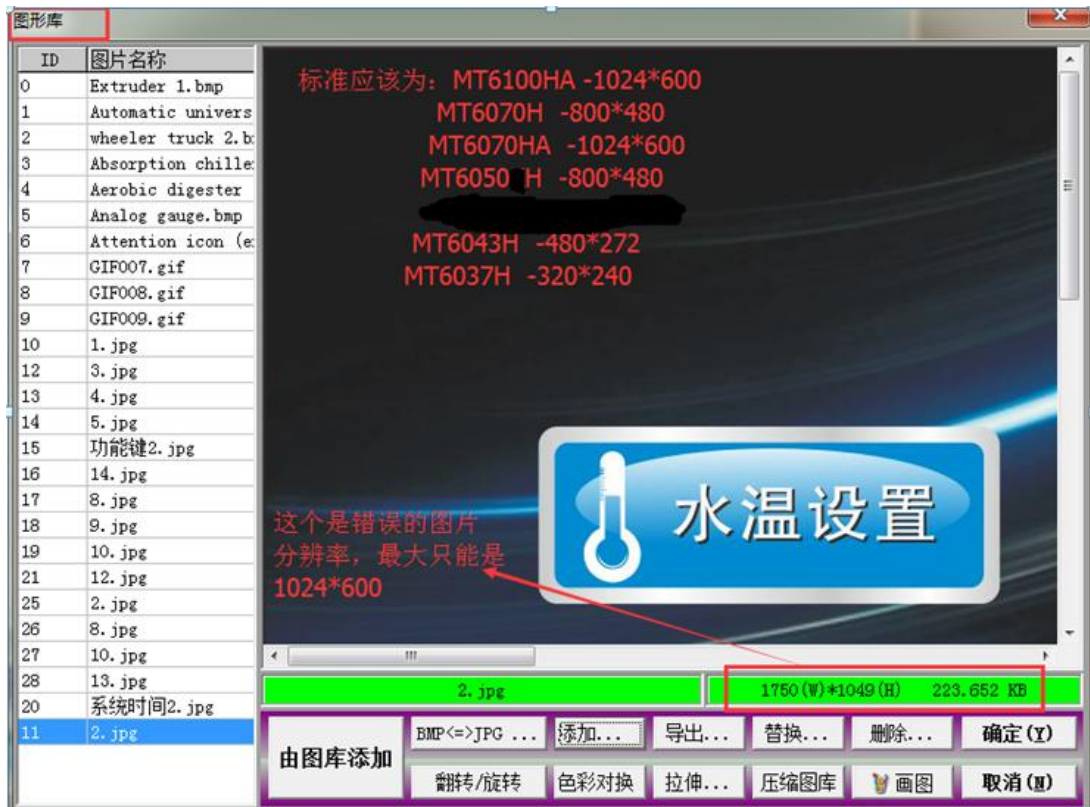 图形库
ID 图片名称
0 Extruder 1.bmp
1 Automatic univers
2 wheeler truck 2.b
3 Absorption chille
4 Aerobic digester
5 Analog gauge.bmp
6 Attention icon (e
7 GIF007.gif
8 GIF008.gif
9 GIF009.gif
10 1.jpg
12 3.jpg
13 4.jpg
14 5.jpg
15 功能键2.jpg
16 14.jpg
17 8.jpg
18 9.jpg
19 10.jpg
21 12.jpg
25 2.jpg
26 8.jpg
27 10.jpg
28 13.jpg
20 系统时间2.jpg
11 2.jpg
标准应该为：MT6100HA -1024*600
MT6070H -800*480
MT6070HA -1024*600
MT6050 H -800*480
MT6043H -480*272
MT6037H -320*240
水温设置
这个是错误的图片
分辨率，最大只能是
1024*600
2.jpg
1750(W)*1049(H) 223.652 KB
由图库添加
BMP<=>JPG ... 添加... 导出... 替换... 删除... 确定(Y)
翻转/旋转 色彩对换 拉伸... 压缩图库 画图 取消(N)